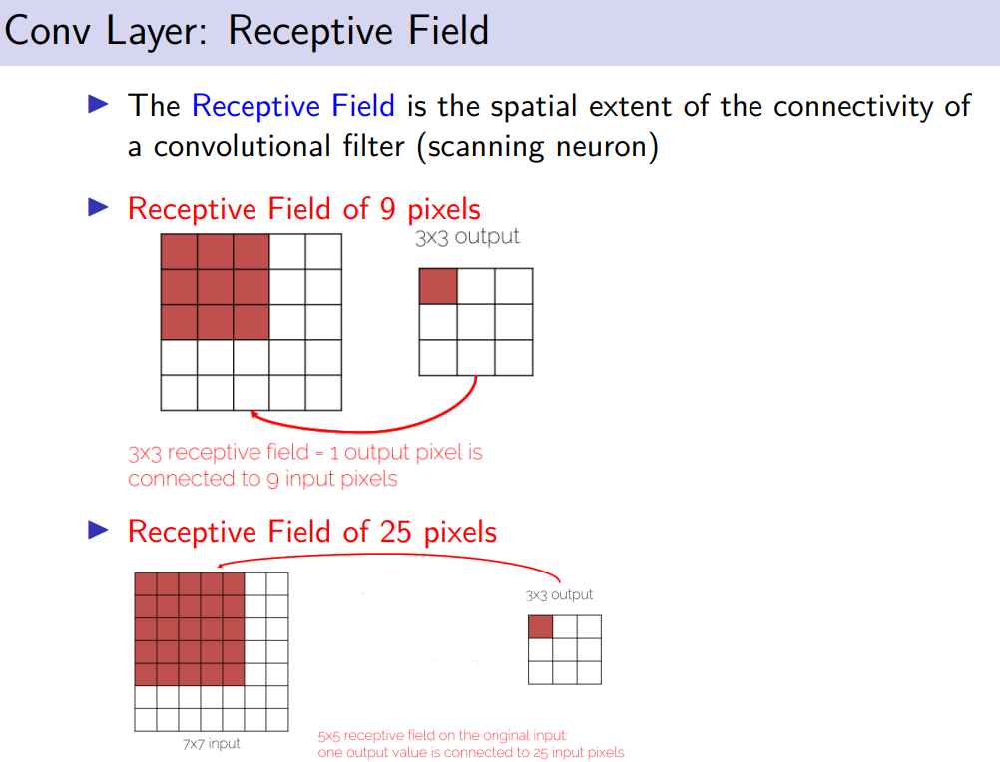 Conv Layer: Receptive Field
▶ The Receptive Field is the spatial extent of the connectivity of
a convolutional filter (scanning neuron)
▶ Receptive Field of 9 pixels
3x3 output
3x3 receptive field = 1 output pixel is
connected to 9 input pixels
▶ Receptive Field of 25 pixels
3x3 output
7x7 input
5x5 receptive field on the original input:
one output value is connected to 25 input pixels